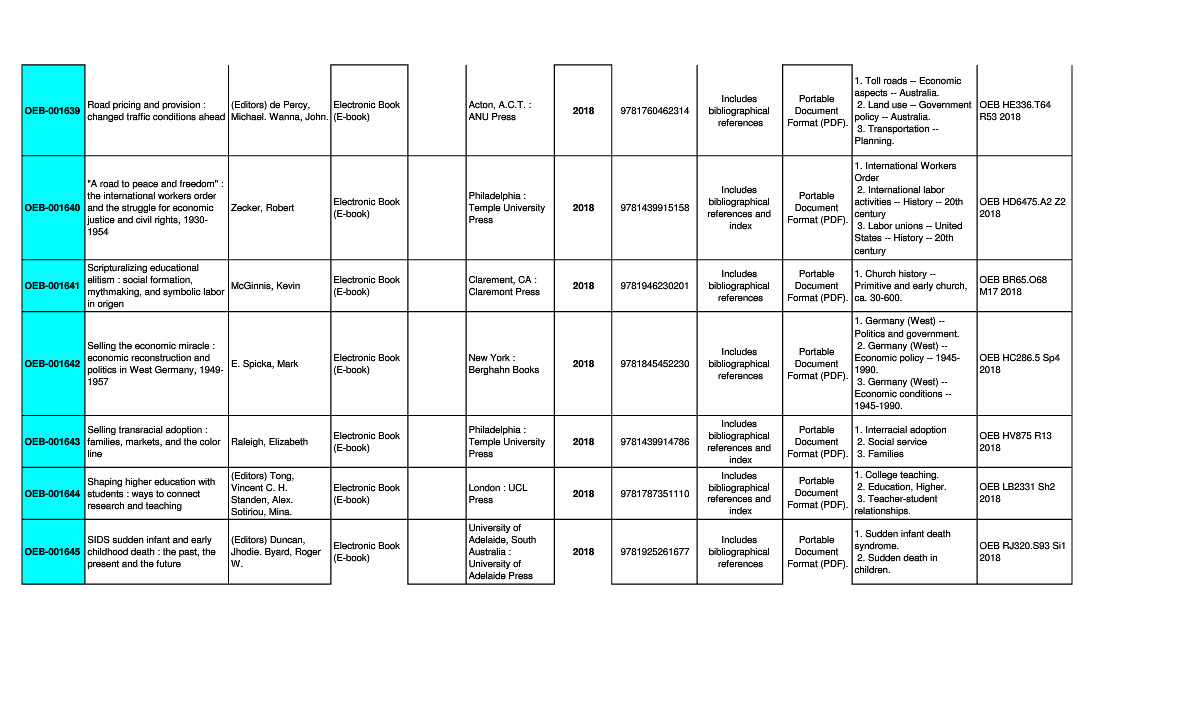 OEB-001639
Road pricing and provision :
changed traffic conditions ahead
(Editors) de Percy,
Michael. Wanna, John.
Electronic Book
(E-book)
Acton, A.C.T. :
ANU Press
2018
9781760462314
Includes
bibliographical
references
Portable
Document
Format (PDF).
1. Toll roads -- Economic
aspects -- Australia.
2. Land use -- Government
policy -- Australia.
3. Transportation --
Planning.
OEB HE336.T64
R53 2018
OEB-001640
"A road to peace and freedom" :
the international workers order
and the struggle for economic
justice and civil rights, 1930-
1954
Zecker, Robert
Electronic Book
(E-book)
Philadelphia :
Temple University
Press
2018
9781439915158
Includes
bibliographical
references and
index
Portable
Document
Format (PDF).
1. International Workers
Order
2. International labor
activities -- History -- 20th
century
3. Labor unions -- United
States -- History -- 20th
century
OEB HD6475.A2 Z2
2018
OEB-001641
Scripturalizing educational
elitism : social formation,
mythmaking, and symbolic labor
in origen
McGinnis, Kevin
Electronic Book
(E-book)
Claremont, CA :
Claremont Press
2018
9781946230201
Includes
bibliographical
references
Portable
Document
Format (PDF).
1. Church history --
Primitive and early church,
ca. 30-600.
OEB BR65.O68
M17 2018
OEB-001642
Selling the economic miracle :
economic reconstruction and
politics in West Germany, 1949-
1957
E. Spicka, Mark
Electronic Book
(E-book)
New York :
Berghahn Books
2018
9781845452230
Includes
bibliographical
references
Portable
Document
Format (PDF).
1. Germany (West) --
Politics and government.
2. Germany (West) --
Economic policy -- 1945-
1990.
3. Germany (West) --
Economic conditions --
1945-1990.
OEB HC286.5 Sp4
2018
OEB-001643
Selling transracial adoption :
families, markets, and the color
line
Raleigh, Elizabeth
Electronic Book
(E-book)
Philadelphia :
Temple University
Press
2018
9781439914786
Includes
bibliographical
references and
index
Portable
Document
Format (PDF).
1. Interracial adoption
2. Social service
3. Families
OEB HV875 R13
2018
OEB-001644
Shaping higher education with
students : ways to connect
research and teaching
(Editors) Tong,
Vincent C. H.
Standen, Alex.
Sotiriou, Mina.
Electronic Book
(E-book)
London : UCL
Press
2018
9781787351110
Includes
bibliographical
references and
index
Portable
Document
Format (PDF).
1. College teaching.
2. Education, Higher.
3. Teacher-student
relationships.
OEB LB2331 Sh2
2018
OEB-001645
SIDS sudden infant and early
childhood death : the past, the
present and the future
(Editors) Duncan,
Jhodie. Byard, Roger
W.
Electronic Book
(E-book)
University of
Adelaide, South
Australia :
University of
Adelaide Press
2018
9781925261677
Includes
bibliographical
references
Portable
Document
Format (PDF).
1. Sudden infant death
syndrome.
2. Sudden death in
children.
OEB RJ320.S93 Si1
2018